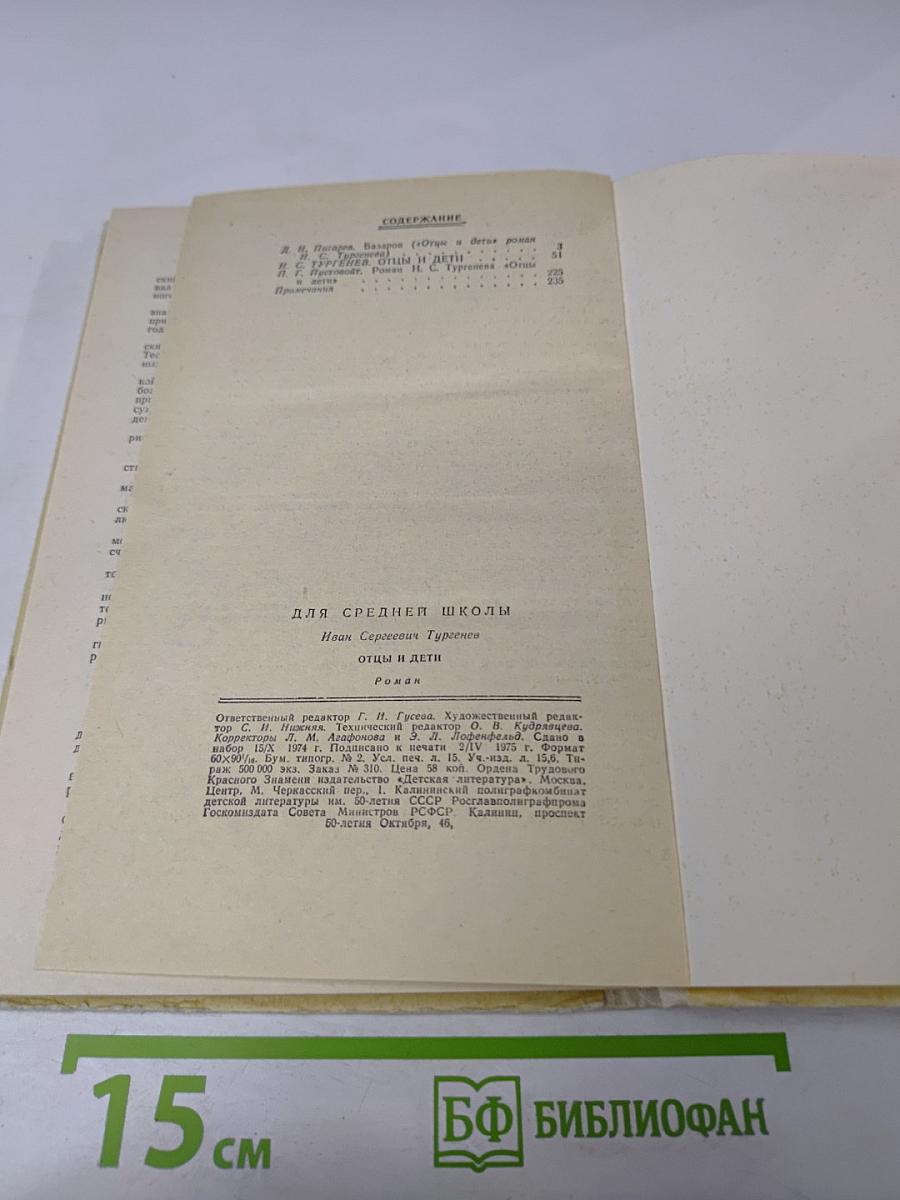 СОДЕРЖАНИЕ
Д. И. Писарев. Базаров («Отцы и дети» роман
И. С. Тургенева) . . . . . . . . . . 3
И. С. ТУРГЕНЕВ. ОТЦЫ И ДЕТИ . . . . . . 51
П. Г. Пустовойт. Роман И. С. Тургенева «Отцы
и дети» . . . . . . . . . . . . . 225
Примечания . . . . . . . . . . . . 235
ДЛЯ СРЕДНЕЙ ШКОЛЫ
Иван Сергеевич Тургенев
ОТЦЫ И ДЕТИ
Роман
Ответственный редактор Г. И. Гусева. Художественный редак-
тор С. И. Нижняя. Технический редактор О. В. Кудрявцева.
Корректоры Л. М. Агафонова и Э. Л. Лофенфельд. Сдано в
набор 15/X 1974 г. Подписано к печати 2/IV 1975 г. Формат
60×90¹/₁₆. Бум. типогр. № 2. Усл. печ. л. 15. Уч.-изд. л. 15,6. Ти-
раж 500 000 экз. Заказ № 310. Цена 58 коп. Ордена Трудового
Красного Знамени издательство «Детская литература». Москва,
Центр, М. Черкасский пер., 1. Калининский полиграфкомбинат
детской литературы им. 50-летия СССР Росглавполиграфпрома
Госкомиздата Совета Министров РСФСР. Калинин, проспект
50-летия Октября, 46,
15 см
БФ БИБЛИОФАН